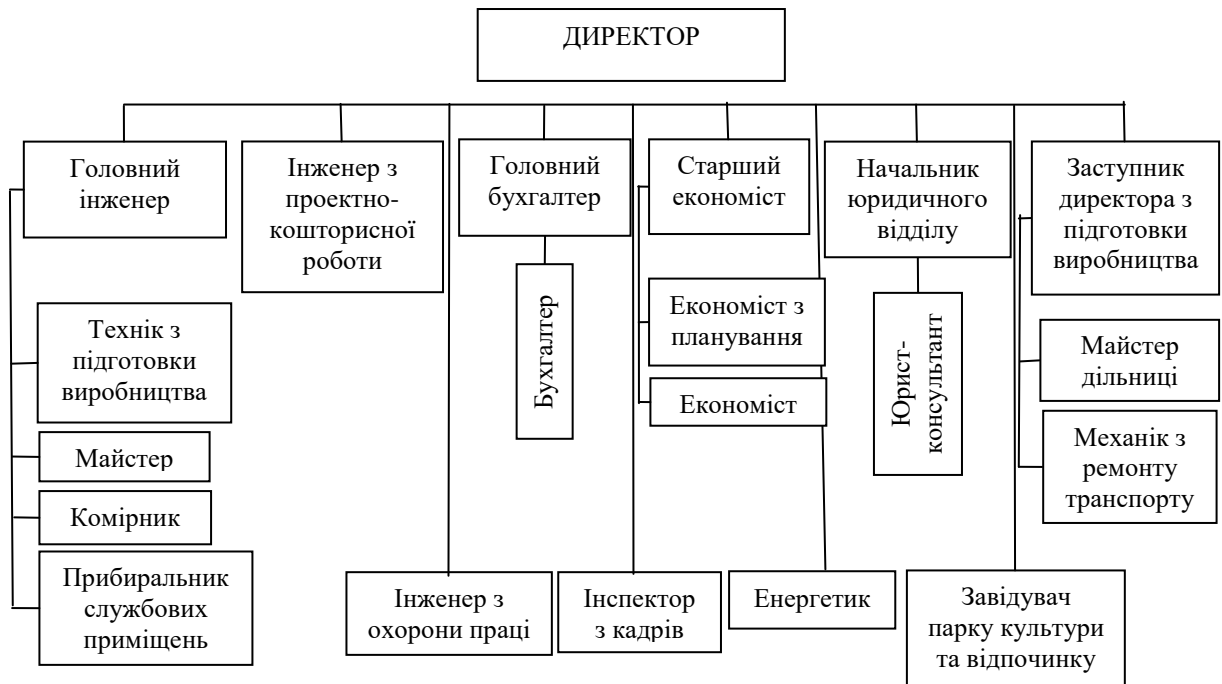 ДИРЕКТОР
Головний
інженер
Інженер з
проектно-
кошторисної
роботи
Головний
бухгалтер
Старший
економіст
Начальник
юридичного
відділу
Заступник
директора з
підготовки
виробництва
Технік з
підготовки
виробництва
Майстер
Комірник
Прибиральник
службових
приміщень
Бухгалтер
Економіст з
планування
Економіст
Юрист-
консультант
Майстер
дільниці
Механік з
ремонту
транспорту
Інженер з
охорони праці
Інспектор
з кадрів
Енергетик
Завідувач
парку культури
та відпочинку